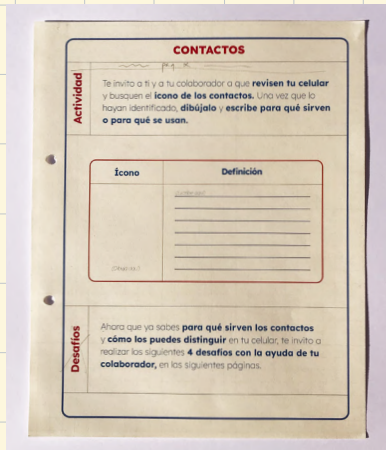 CONTACTOS
pag. 2.
Actividad
Te invito a ti y a tu colaborador a que revisen tu celular
y busquen el ícono de los contactos. Una vez que lo
hayan identificado, dibújalo y escribe para qué sirven
o para qué se usan.
Ícono
Definición
Desafíos
Ahora que ya sabes para qué sirven los contactos
y cómo los puedes distinguir en tu celular, te invito a
realizar los siguientes 4 desafíos con la ayuda de tu
colaborador, en las siguientes páginas.